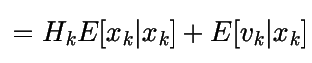 = H_k E[x_k|x_k] + E[v_k|x_k]